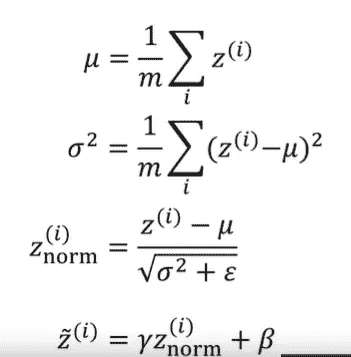 μ = 1/m ∑_i z^(i)
σ² = 1/m ∑_i (z^(i)−μ)²
z_norm^(i) = (z^(i) − μ)/√(σ² + ε)
z̃^(i) = γz_norm^(i) + β